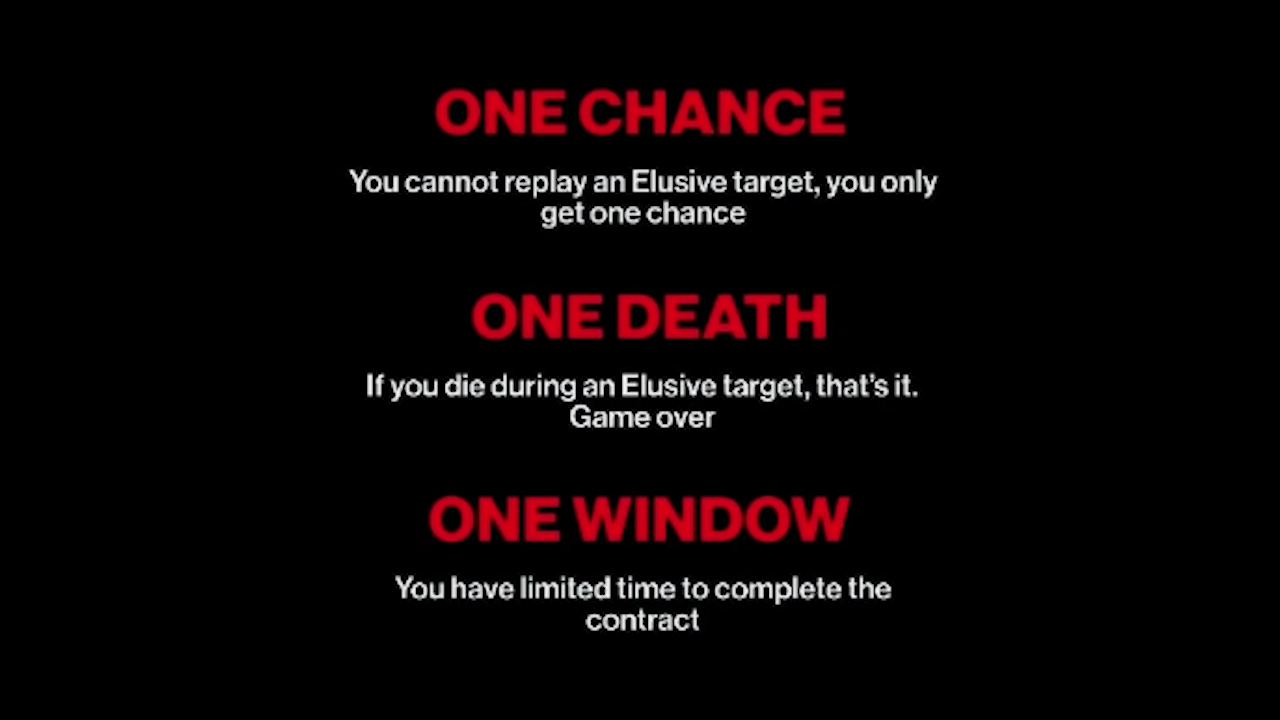 ONE CHANCE
You cannot replay an Elusive target, you only
get one chance
ONE DEATH
If you die during an Elusive target, that's it.
Game over
ONE WINDOW
You have limited time to complete the
contract